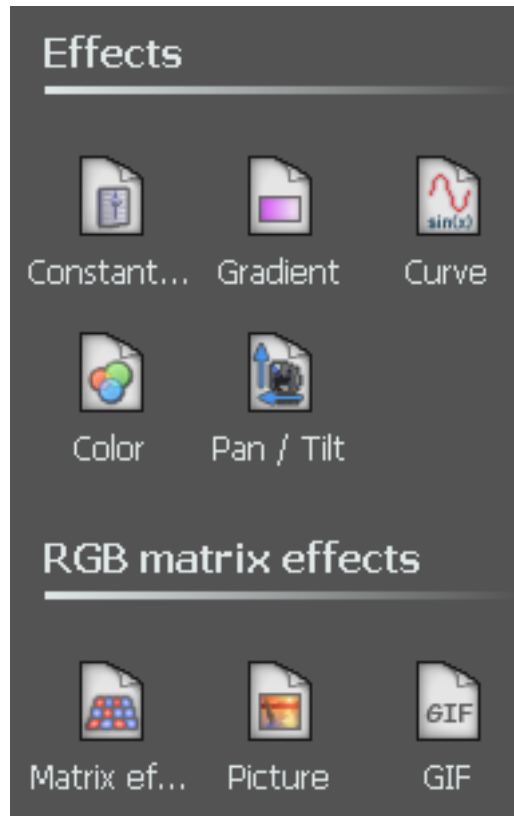 Effects
sin(x)
Constant... Gradient Curve
Color Pan / Tilt
RGB matrix effects
GIF
Matrix ef... Picture GIF